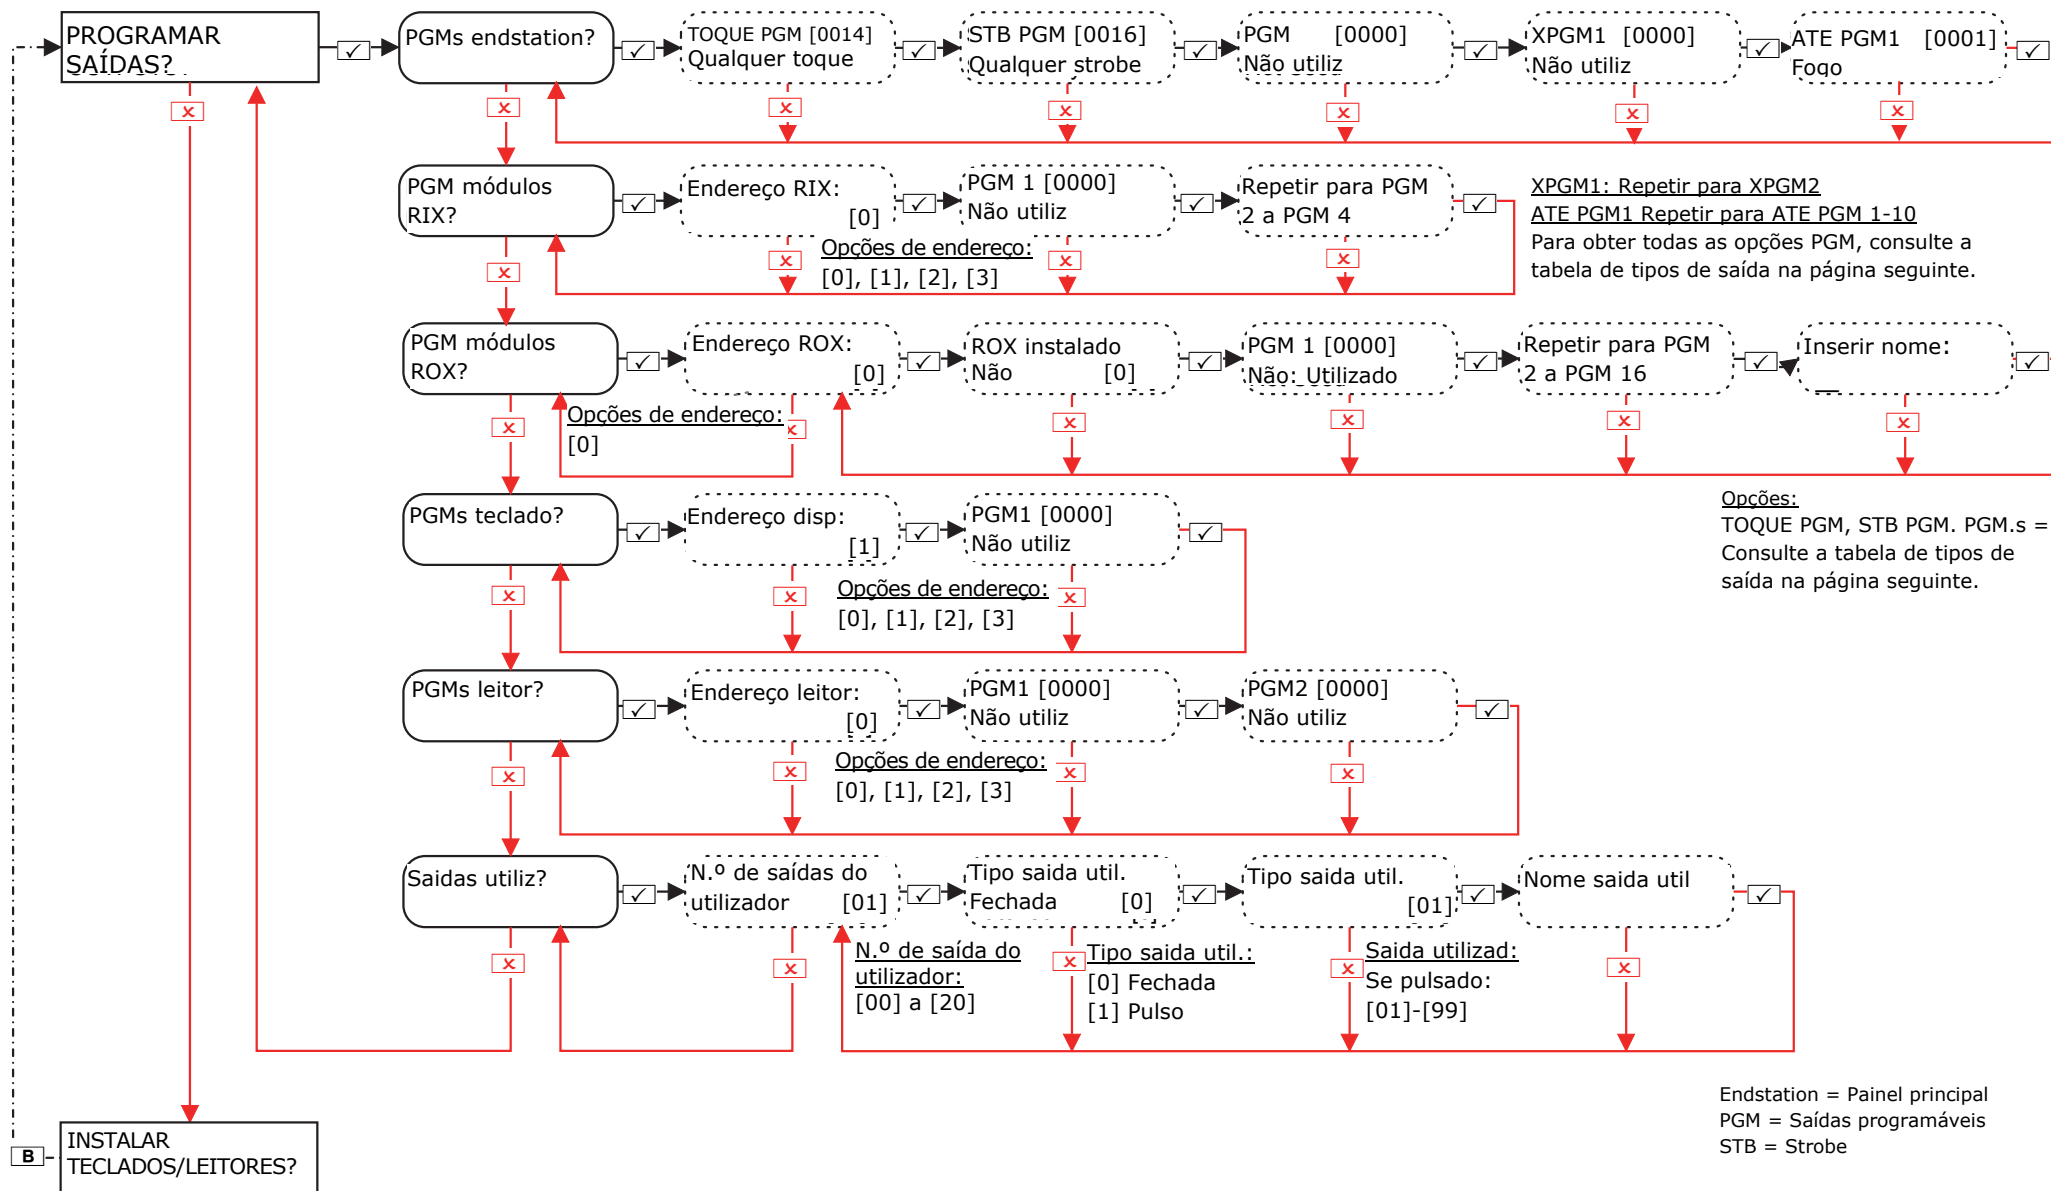 PROGRAMAR
SAÍDAS?
PGMs endstation?
TOQUE PGM [0014]
Qualquer toque
STB PGM [0016]
Qualquer strobe
PGM [0000]
Não utiliz
XPGM1 [0000]
Não utiliz
ATE PGM1 [0001]
Fogo
PGM módulos
RIX?
Endereço RIX:
[0]
Opções de endereço:
[0], [1], [2], [3]
PGM 1 [0000]
Não utiliz
Repetir para PGM
2 a PGM 4
XPGM1: Repetir para XPGM2
ATE PGM1 Repetir para ATE PGM 1-10
Para obter todas as opções PGM, consulte a
tabela de tipos de saída na página seguinte.
PGM módulos
ROX?
Endereço ROX:
[0]
Opções de endereço:
[0]
ROX instalado
Não [0]
PGM 1 [0000]
Não: Utilizado
Repetir para PGM
2 a PGM 16
Inserir nome:
Opções:
TOQUE PGM, STB PGM. PGM.s =
Consulte a tabela de tipos de
saída na página seguinte.
PGMs teclado?
Endereço disp:
[1]
Opções de endereço:
[0], [1], [2], [3]
PGM1 [0000]
Não utiliz
PGMs leitor?
Endereço leitor:
[0]
Opções de endereço:
[0], [1], [2], [3]
PGM1 [0000]
Não utiliz
PGM2 [0000]
Não utiliz
Saidas utiliz?
N.º de saídas do
utilizador [01]
N.º de saída do
utilizador:
[00] a [20]
Tipo saida util.
Fechada [0]
Tipo saida util.:
[0] Fechada
[1] Pulso
Tipo saida util.
[01]
Saida utilizad:
Se pulsado:
[01]-[99]
Nome saida util
Endstation = Painel principal
PGM = Saídas programáveis
STB = Strobe
B
INSTALAR
TECLADOS/LEITORES?